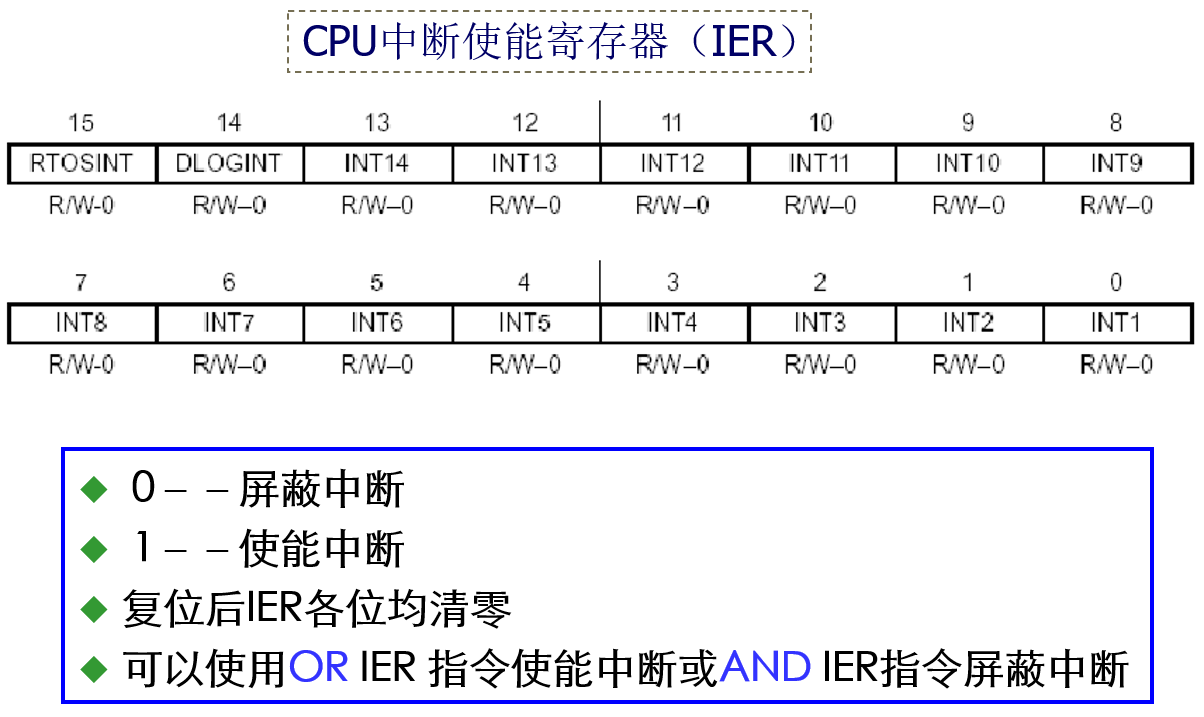 CPU中断使能寄存器（IER）
15 14 13 12 11 10 9 8
RTOSINT DLOGINT INT14 INT13 INT12 INT11 INT10 INT9
R/W-0 R/W–0 R/W–0 R/W–0 R/W–0 R/W–0 R/W–0 R/W–0
7 6 5 4 3 2 1 0
INT8 INT7 INT6 INT5 INT4 INT3 INT2 INT1
R/W-0 R/W–0 R/W–0 R/W–0 R/W–0 R/W–0 R/W–0 R/W–0
◆ 0－－屏蔽中断
◆ 1－－使能中断
◆ 复位后IER各位均清零
◆ 可以使用OR IER 指令使能中断或AND IER指令屏蔽中断